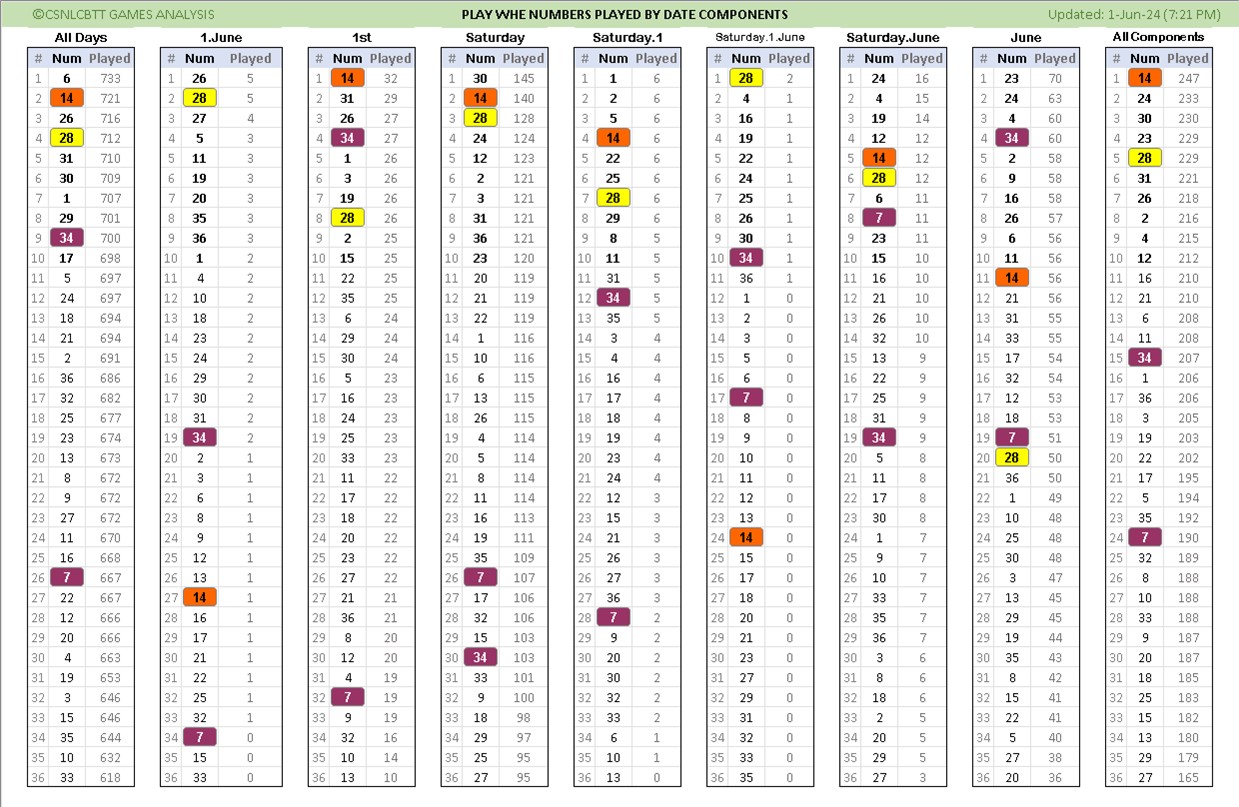 ©CSNLCBTT GAMES ANALYSIS PLAY WHE NUMBERS PLAYED BY DATE COMPONENTS Updated: 1-Jun-24 (7:21 PM)
All Days 1.June 1st Saturday Saturday.1 Saturday.1.June Saturday.June June All Components
# Num Played # Num Played # Num Played # Num Played # Num Played # Num Played # Num Played # Num Played # Num Played
1 6 733 1 26 5 1 14 32 1 30 145 1 1 6 1 28 2 1 24 16 1 23 70 1 14 247
2 14 721 2 28 5 2 31 29 2 14 140 2 2 6 2 4 1 2 4 15 2 24 63 2 24 233
3 26 716 3 27 4 3 26 27 3 28 128 3 5 6 3 16 1 3 19 14 3 4 60 3 30 230
4 28 712 4 5 3 4 34 27 4 24 124 4 14 6 4 19 1 4 12 12 4 34 60 4 23 229
5 31 710 5 11 3 5 1 26 5 12 123 5 22 6 5 22 1 5 14 12 5 2 58 5 28 229
6 30 709 6 19 3 6 3 26 6 2 121 6 25 6 6 24 1 6 28 12 6 9 58 6 31 221
7 1 707 7 20 3 7 19 26 7 3 121 7 28 6 7 25 1 7 6 11 7 16 58 7 26 218
8 29 701 8 35 3 8 28 26 8 31 121 8 29 6 8 26 1 8 7 11 8 26 57 8 2 216
9 34 700 9 36 3 9 2 25 9 36 121 9 8 5 9 30 1 9 23 11 9 6 56 9 4 215
10 17 698 10 1 2 10 15 25 10 23 120 10 11 5 10 34 1 10 15 10 10 11 56 10 12 212
11 5 697 11 4 2 11 22 25 11 20 119 11 31 5 11 36 1 11 16 10 11 14 56 11 16 210
12 24 697 12 10 2 12 35 25 12 21 119 12 34 5 12 1 0 12 21 10 12 21 56 12 21 210
13 18 694 13 18 2 13 6 24 13 22 119 13 35 5 13 2 0 13 26 10 13 31 55 13 6 208
14 21 694 14 23 2 14 29 24 14 1 116 14 3 4 14 3 0 14 32 10 14 33 55 14 11 208
15 2 691 15 24 2 15 30 24 15 10 116 15 4 4 15 5 0 15 13 9 15 17 54 15 34 207
16 36 686 16 29 2 16 5 23 16 6 115 16 16 4 16 6 0 16 22 9 16 32 54 16 1 206
17 32 682 17 30 2 17 16 23 17 13 115 17 17 4 17 7 0 17 25 9 17 12 53 17 36 206
18 25 677 18 31 2 18 24 23 18 26 115 18 18 4 18 8 0 18 31 9 18 18 53 18 3 205
19 23 674 19 34 2 19 25 23 19 4 114 19 19 4 19 9 0 19 34 9 19 7 51 19 19 203
20 13 673 20 2 1 20 33 23 20 5 114 20 23 4 20 10 0 20 5 8 20 28 50 20 22 202
21 8 672 21 3 1 21 11 22 21 8 114 21 24 4 21 11 0 21 11 8 21 36 50 21 17 195
22 9 672 22 6 1 22 17 22 22 11 114 22 12 3 22 12 0 22 17 8 22 1 49 22 5 194
23 27 672 23 8 1 23 18 22 23 16 113 23 15 3 23 13 0 23 30 8 23 10 48 23 35 192
24 11 670 24 9 1 24 20 22 24 19 111 24 21 3 24 14 0 24 1 7 24 25 48 24 7 190
25 16 668 25 12 1 25 23 22 25 35 109 25 26 3 25 15 0 25 9 7 25 30 48 25 32 189
26 7 667 26 13 1 26 27 22 26 7 107 26 27 3 26 17 0 26 10 7 26 3 47 26 8 188
27 22 667 27 14 1 27 21 21 27 17 106 27 36 3 27 18 0 27 33 7 27 13 45 27 10 188
28 12 666 28 16 1 28 36 21 28 32 106 28 7 2 28 20 0 28 35 7 28 29 45 28 33 188
29 20 666 29 17 1 29 8 20 29 15 103 29 9 2 29 21 0 29 36 7 29 19 44 29 9 187
30 4 663 30 21 1 30 12 20 30 34 103 30 20 2 30 23 0 30 3 6 30 35 43 30 20 187
31 19 653 31 22 1 31 4 19 31 33 101 31 30 2 31 27 0 31 8 6 31 8 42 31 18 185
32 3 646 32 25 1 32 7 19 32 9 100 32 32 2 32 29 0 32 18 6 32 15 41 32 25 183
33 15 646 33 32 1 33 9 19 33 18 98 33 33 2 33 31 0 33 2 5 33 22 41 33 15 182
34 35 644 34 7 0 34 32 16 34 29 97 34 6 1 34 32 0 34 20 5 34 5 40 34 13 180
35 10 632 35 15 0 35 10 14 35 25 95 35 10 1 35 33 0 35 29 5 35 27 38 35 29 179
36 33 618 36 33 0 36 13 10 36 27 95 36 13 0 36 35 0 36 27 3 36 20 36 36 27 165